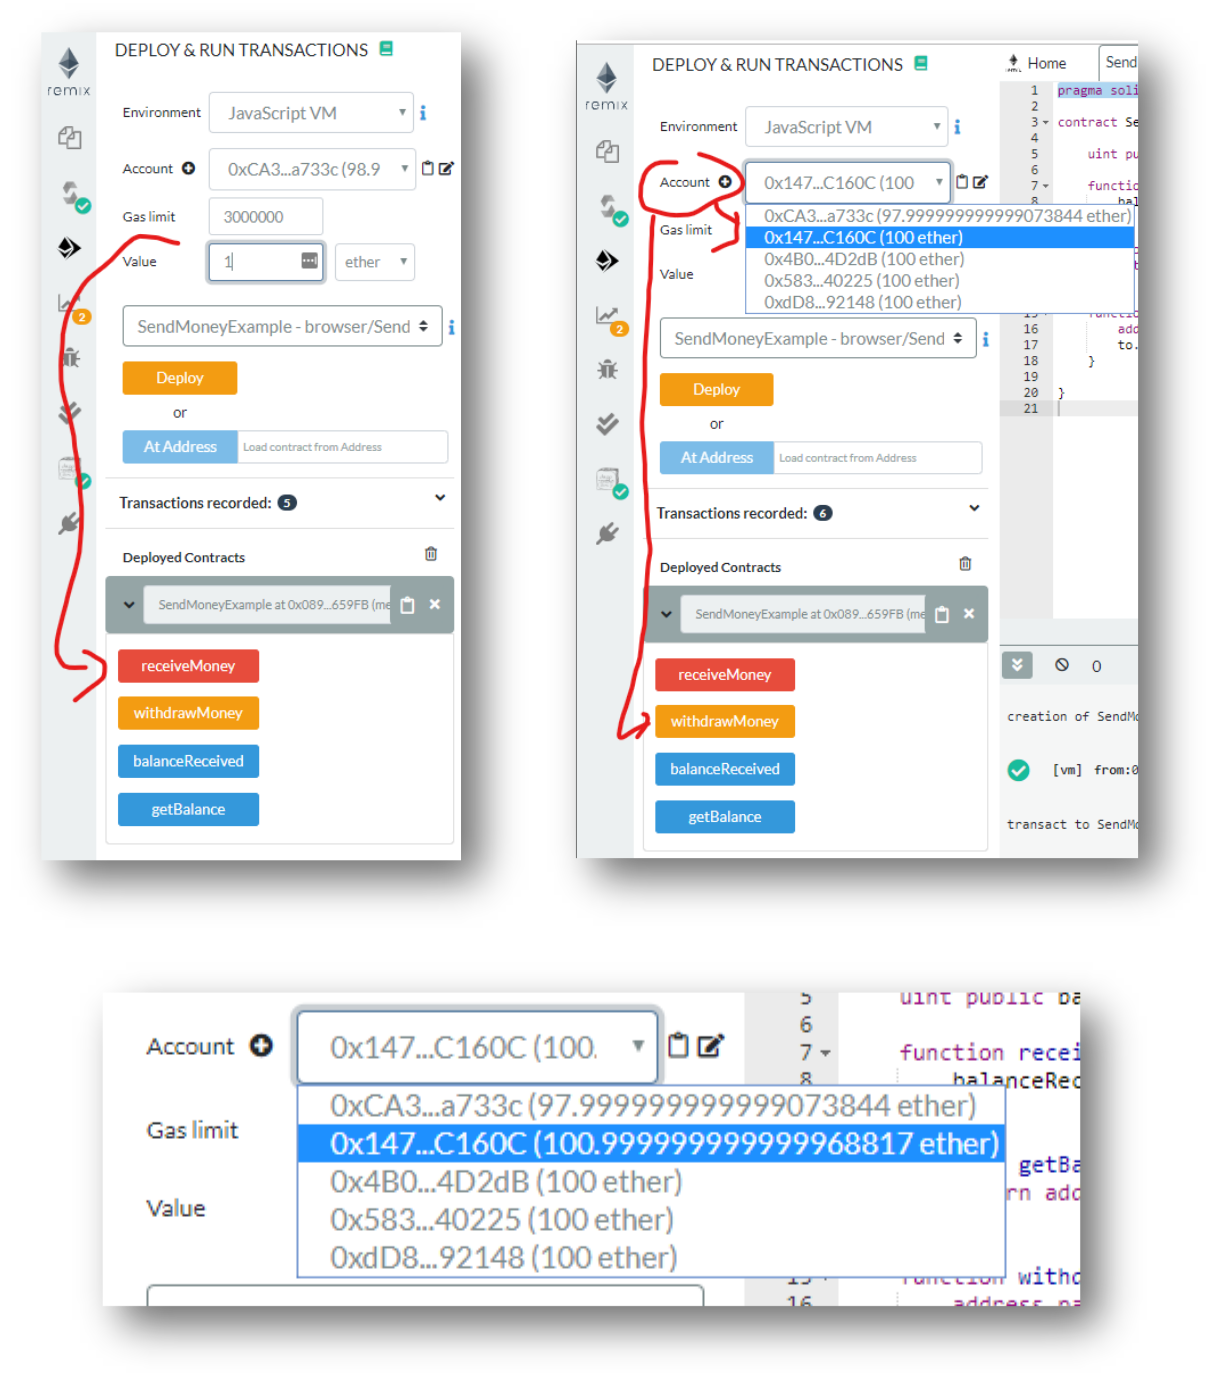 DEPLOY & RUN TRANSACTIONS
remix
Environment
JavaScript VM
Account
0xCA3...a733c (98.9
Gas limit
3000000
Value
1
ether
2
SendMoneyExample - browser/Send
Deploy
or
At Address
Load contract from Address
Transactions recorded: 5
Deployed Contracts
SendMoneyExample at 0x089...659FB (me
receiveMoney
withdrawMoney
balanceReceived
getBalance
DEPLOY & RUN TRANSACTIONS
remix
Environment
JavaScript VM
Account
0x147...C160C (100
0xCA3...a733c (97.999999999999073844 ether)
Gas limit
0x147...C160C (100 ether)
0x4B0...4D2dB (100 ether)
Value
0x583...40225 (100 ether)
0xdD8...92148 (100 ether)
2
SendMoneyExample - browser/Send
Deploy
or
At Address
Load contract from Address
Transactions recorded: 6
Deployed Contracts
SendMoneyExample at 0x089...659FB (me
receiveMoney
withdrawMoney
balanceReceived
getBalance
Home
Send
1 pragma soli
2
3 contract Se
4
5 uint pu
6
7 functio
8 bal
16 add
17 to.
18 }
19
20 }
21
0
creation of SendMo
[vm] from:0
transact to SendMo
Account
0x147...C160C (100.
0xCA3...a733c (97.999999999999073844 ether)
Gas limit
0x147...C160C (100.999999999999968817 ether)
0x4B0...4D2dB (100 ether)
Value
0x583...40225 (100 ether)
0xdD8...92148 (100 ether)
5 uint public ba
6
7 function recei
8 balanceRec
getBa
rn add
function withd
16 address pa